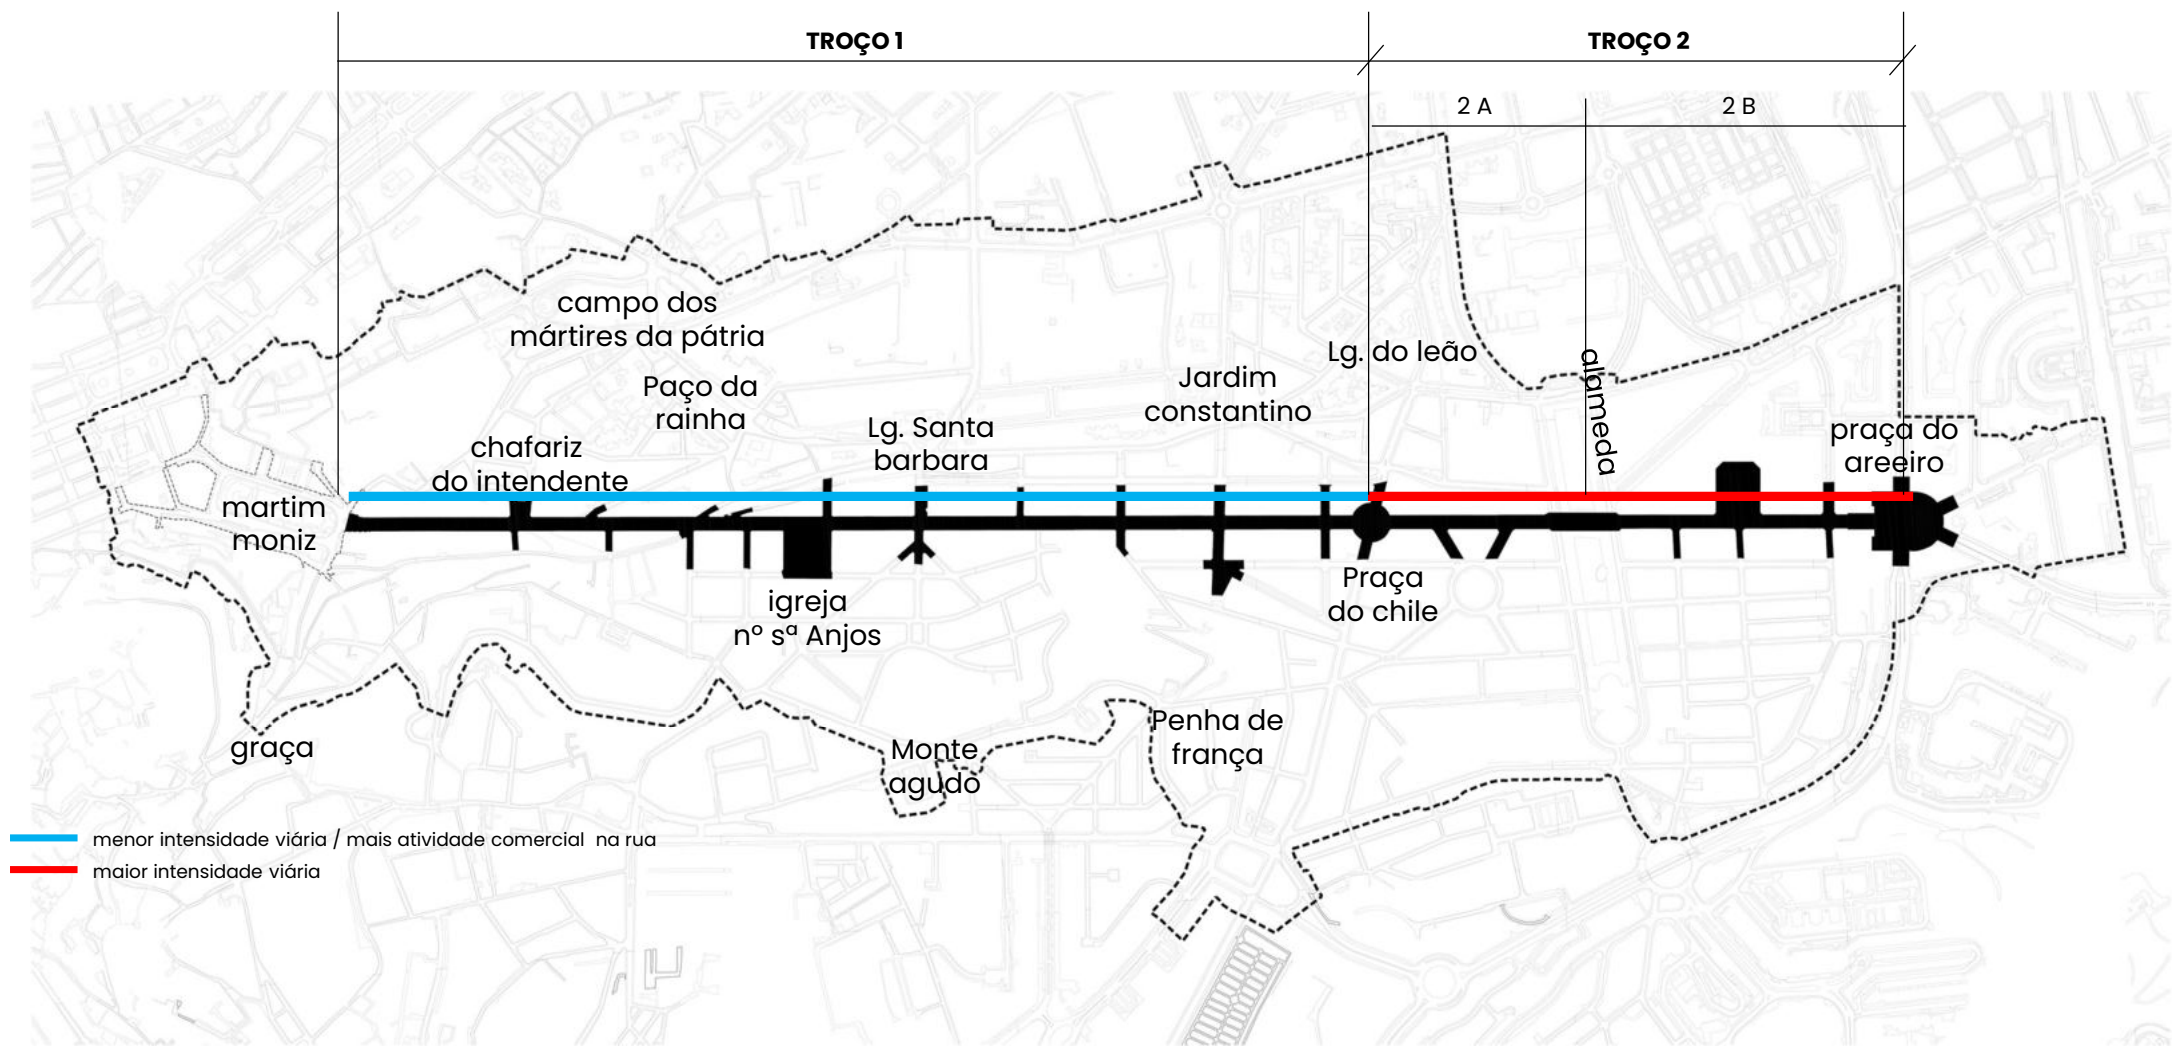 TROÇO 1
TROÇO 2
2 A
2 B
campo dos
mártires da pátria
Paço da
rainha
chafariz
do intendente
Lg. Santa
barbara
Jardim
constantino
Lg. do leão
alameda
praça do
areeiro
martim
moniz
igreja
nº sª Anjos
Praça
do chile
graça
Monte
agudo
Penha de
frança
menor intensidade viária / mais atividade comercial na rua
maior intensidade viária